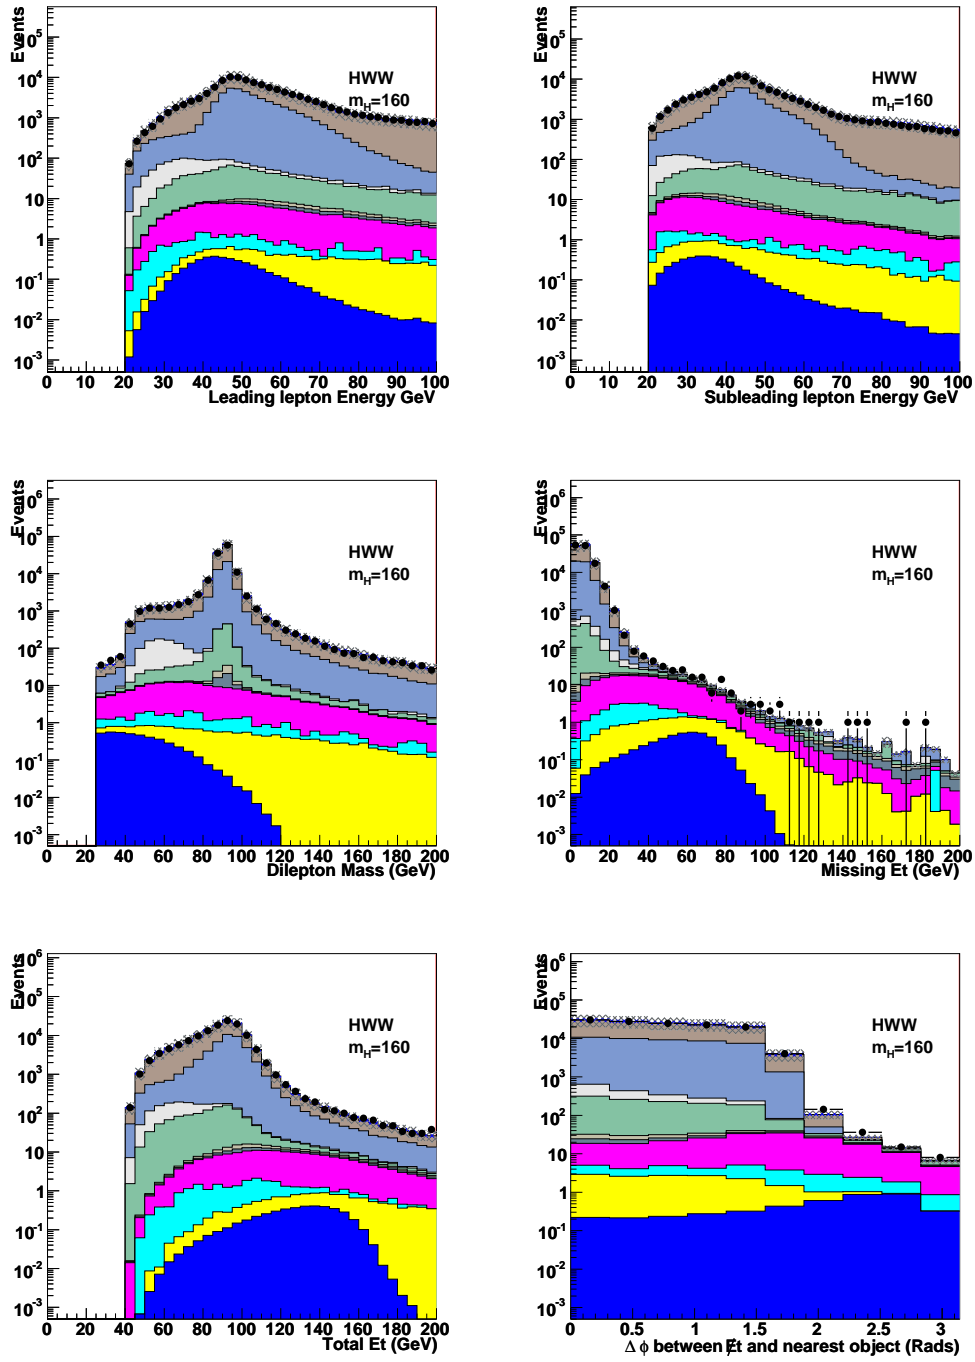 Events
10^5
10^4
10^3
10^2
10
1
10^-1
10^-2
10^-3
HWW
m_H=160
0 10 20 30 40 50 60 70 80 90 100
Leading lepton Energy GeV
Events
10^5
10^4
10^3
10^2
10
1
10^-1
10^-2
10^-3
HWW
m_H=160
0 10 20 30 40 50 60 70 80 90 100
Subleading lepton Energy GeV
Events
10^6
10^5
10^4
10^3
10^2
10
1
10^-1
10^-2
10^-3
HWW
m_H=160
0 20 40 60 80 100 120 140 160 180 200
Dilepton Mass (GeV)
Events
10^6
10^5
10^4
10^3
10^2
10
1
10^-1
10^-2
10^-3
HWW
m_H=160
0 20 40 60 80 100 120 140 160 180 200
Missing Et (GeV)
Events
10^6
10^5
10^4
10^3
10^2
10
1
10^-1
10^-2
10^-3
HWW
m_H=160
0 20 40 60 80 100 120 140 160 180 200
Total Et (GeV)
Events
10^6
10^5
10^4
10^3
10^2
10
1
10^-1
10^-2
10^-3
HWW
m_H=160
0 0.5 1 1.5 2 2.5 3
Δ ϕ between E̸t and nearest object (Rads)